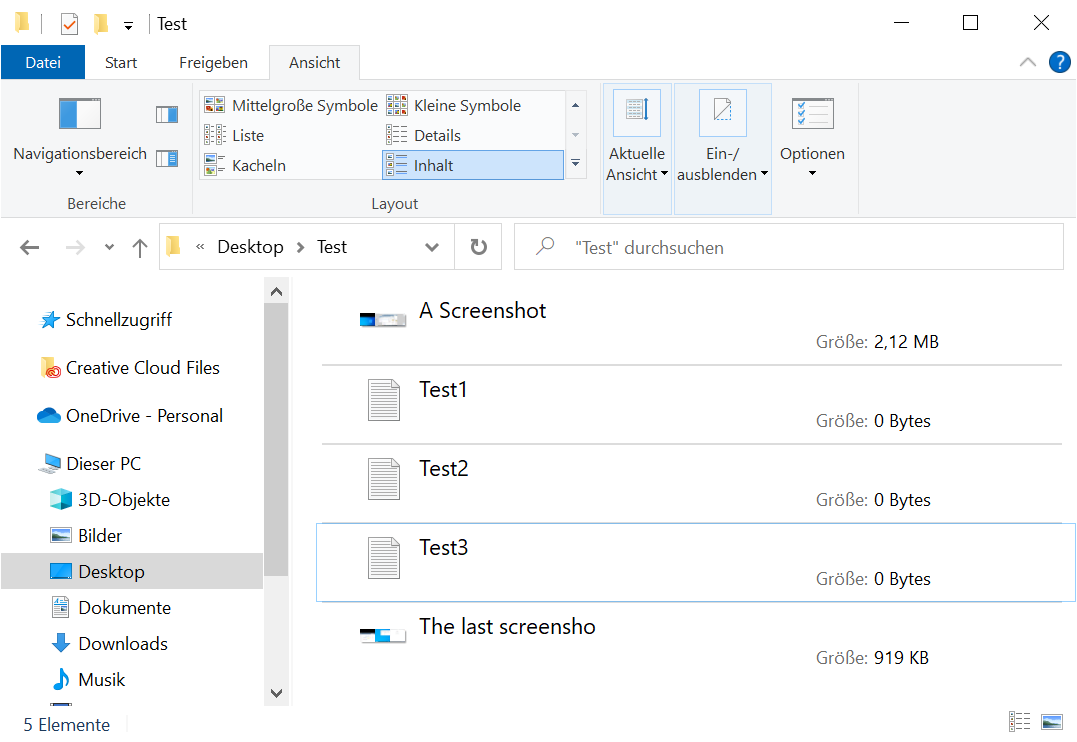 Test
Datei Start Freigeben Ansicht
?
Mittelgroße Symbole Kleine Symbole
Liste Details
Kacheln Inhalt
Navigationsbereich
Aktuelle Ansicht
Ein-/ausblenden
Optionen
Bereiche Layout
« Desktop > Test
"Test" durchsuchen
Schnellzugriff
Creative Cloud Files
OneDrive - Personal
Dieser PC
3D-Objekte
Bilder
Desktop
Dokumente
Downloads
Musik
A Screenshot
Größe: 2,12 MB
Test1
Größe: 0 Bytes
Test2
Größe: 0 Bytes
Test3
Größe: 0 Bytes
The last screensho
Größe: 919 KB
5 Elemente